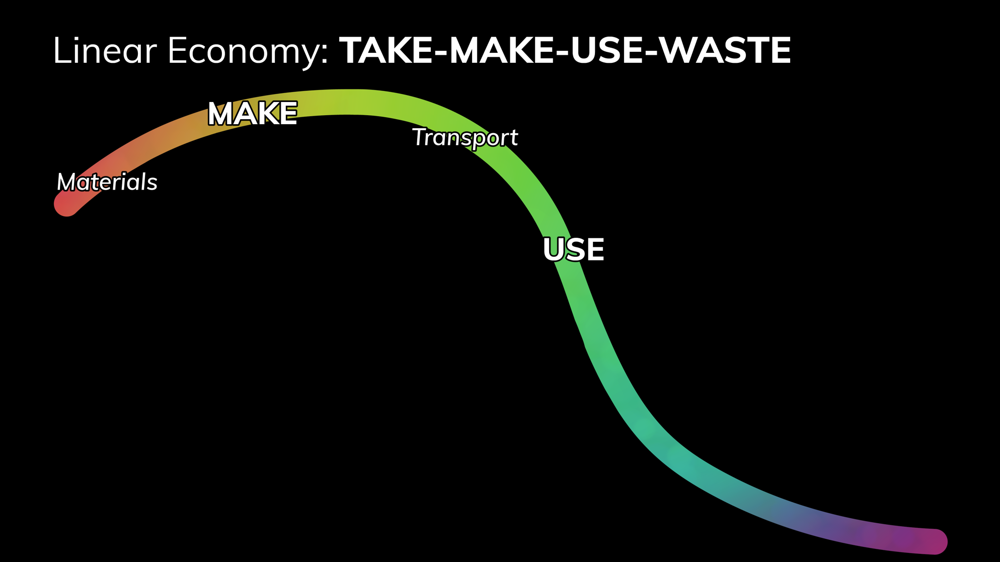 Linear Economy: TAKE-MAKE-USE-WASTE
MAKE
Transport
Materials
USE